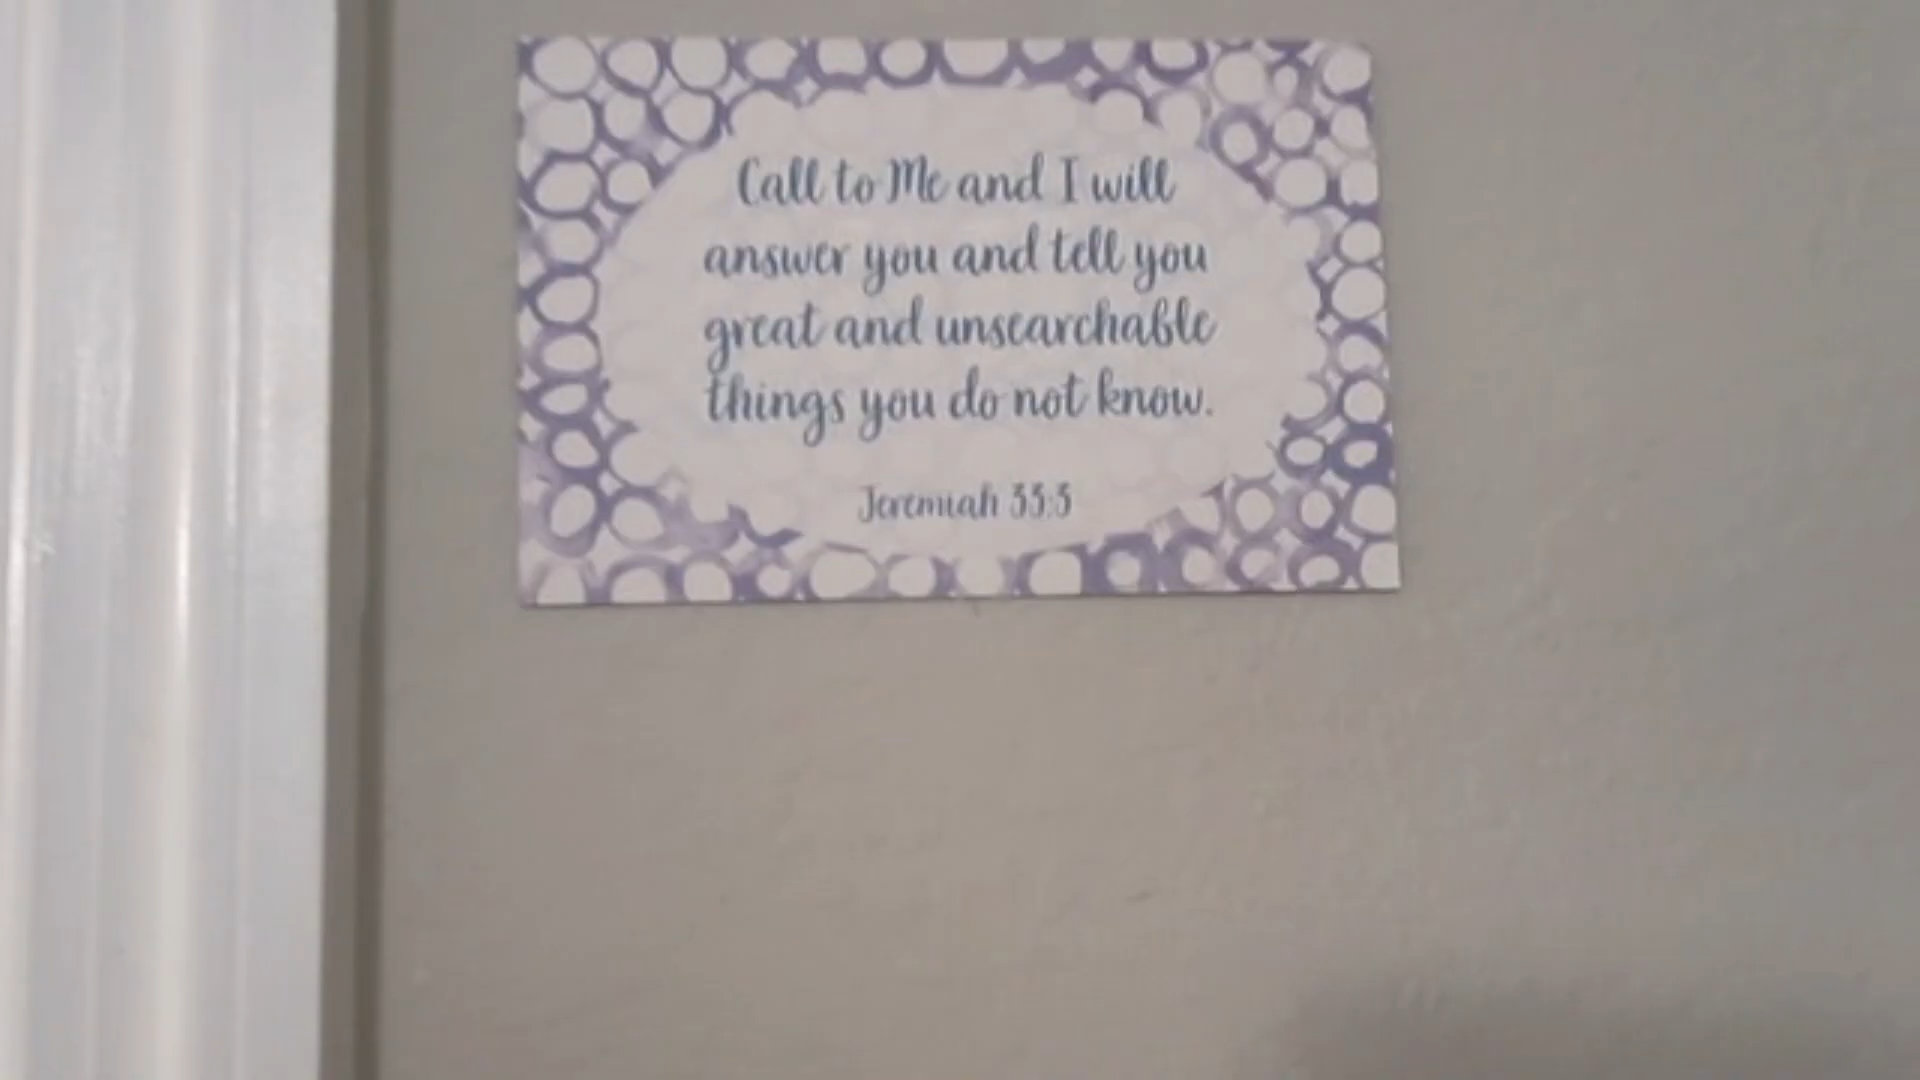 Call to Me and I will
answer you and tell you
great and unsearchable
things you do not know.
Jeremiah 33:3